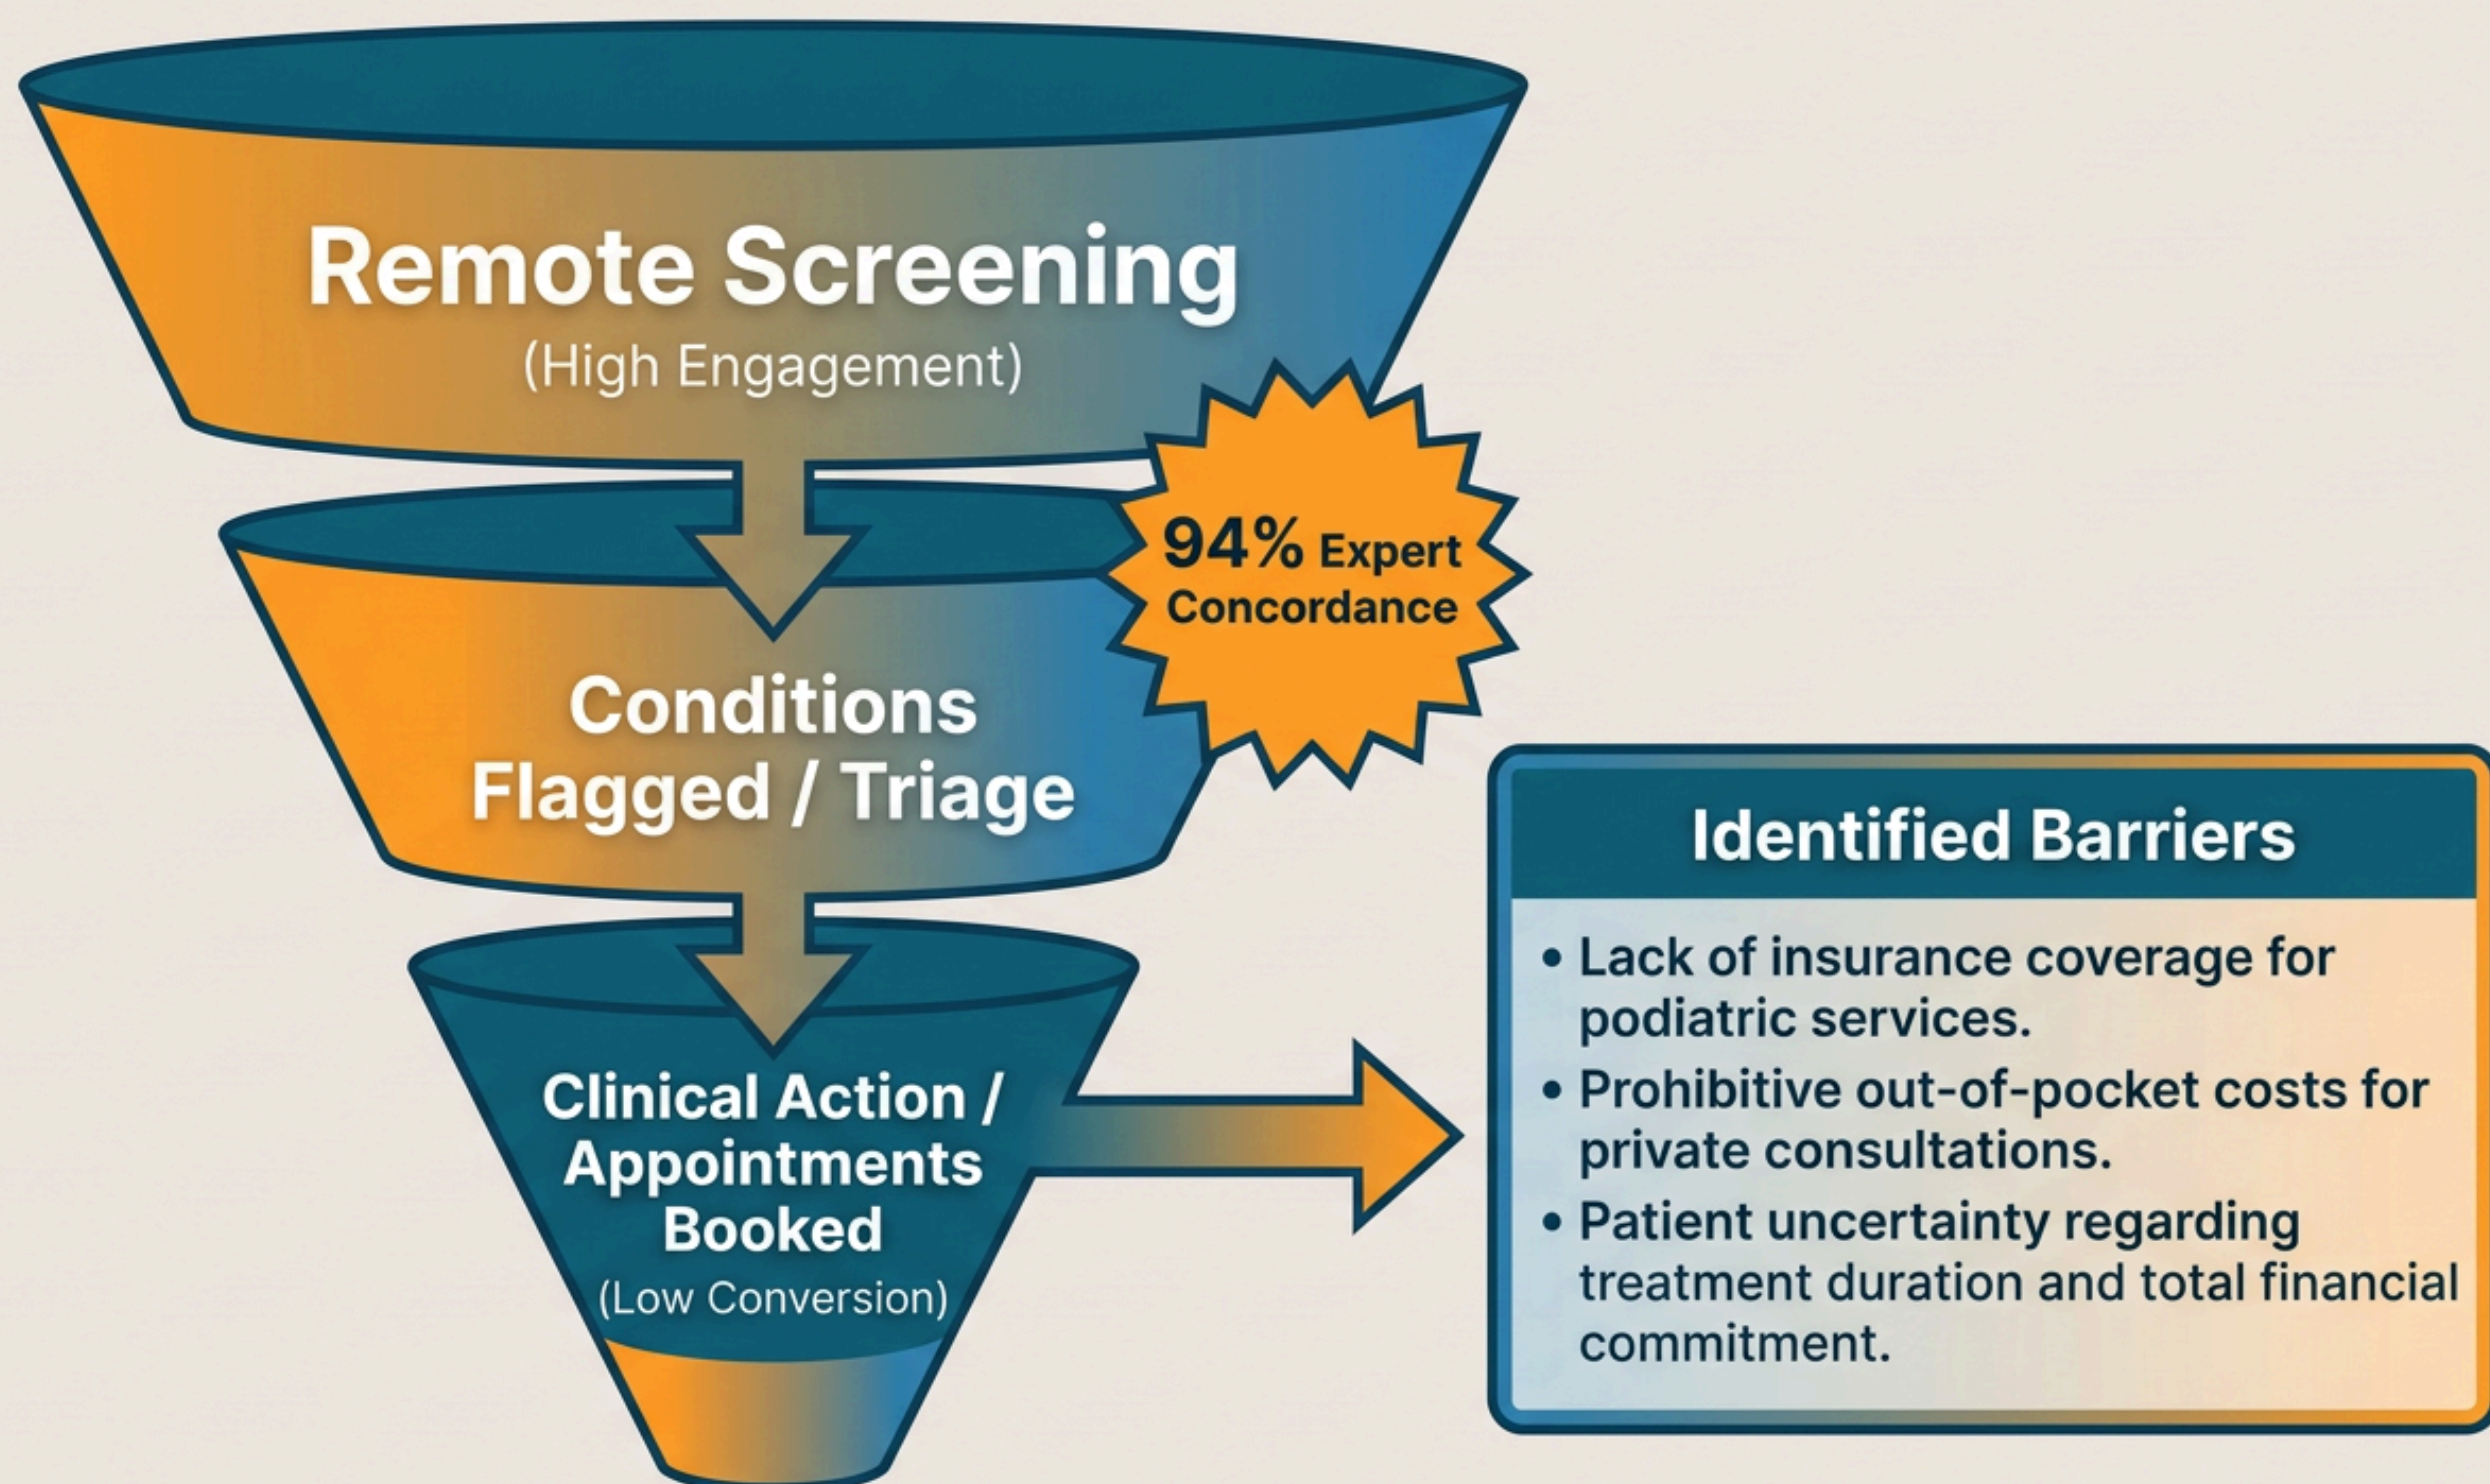 Remote Screening
(High Engagement)
94% Expert
Concordance
Conditions
Flagged / Triage
Clinical Action /
Appointments
Booked
(Low Conversion)
Identified Barriers
• Lack of insurance coverage for
podiatric services.
• Prohibitive out-of-pocket costs for
private consultations.
• Patient uncertainty regarding
treatment duration and total financial
commitment.